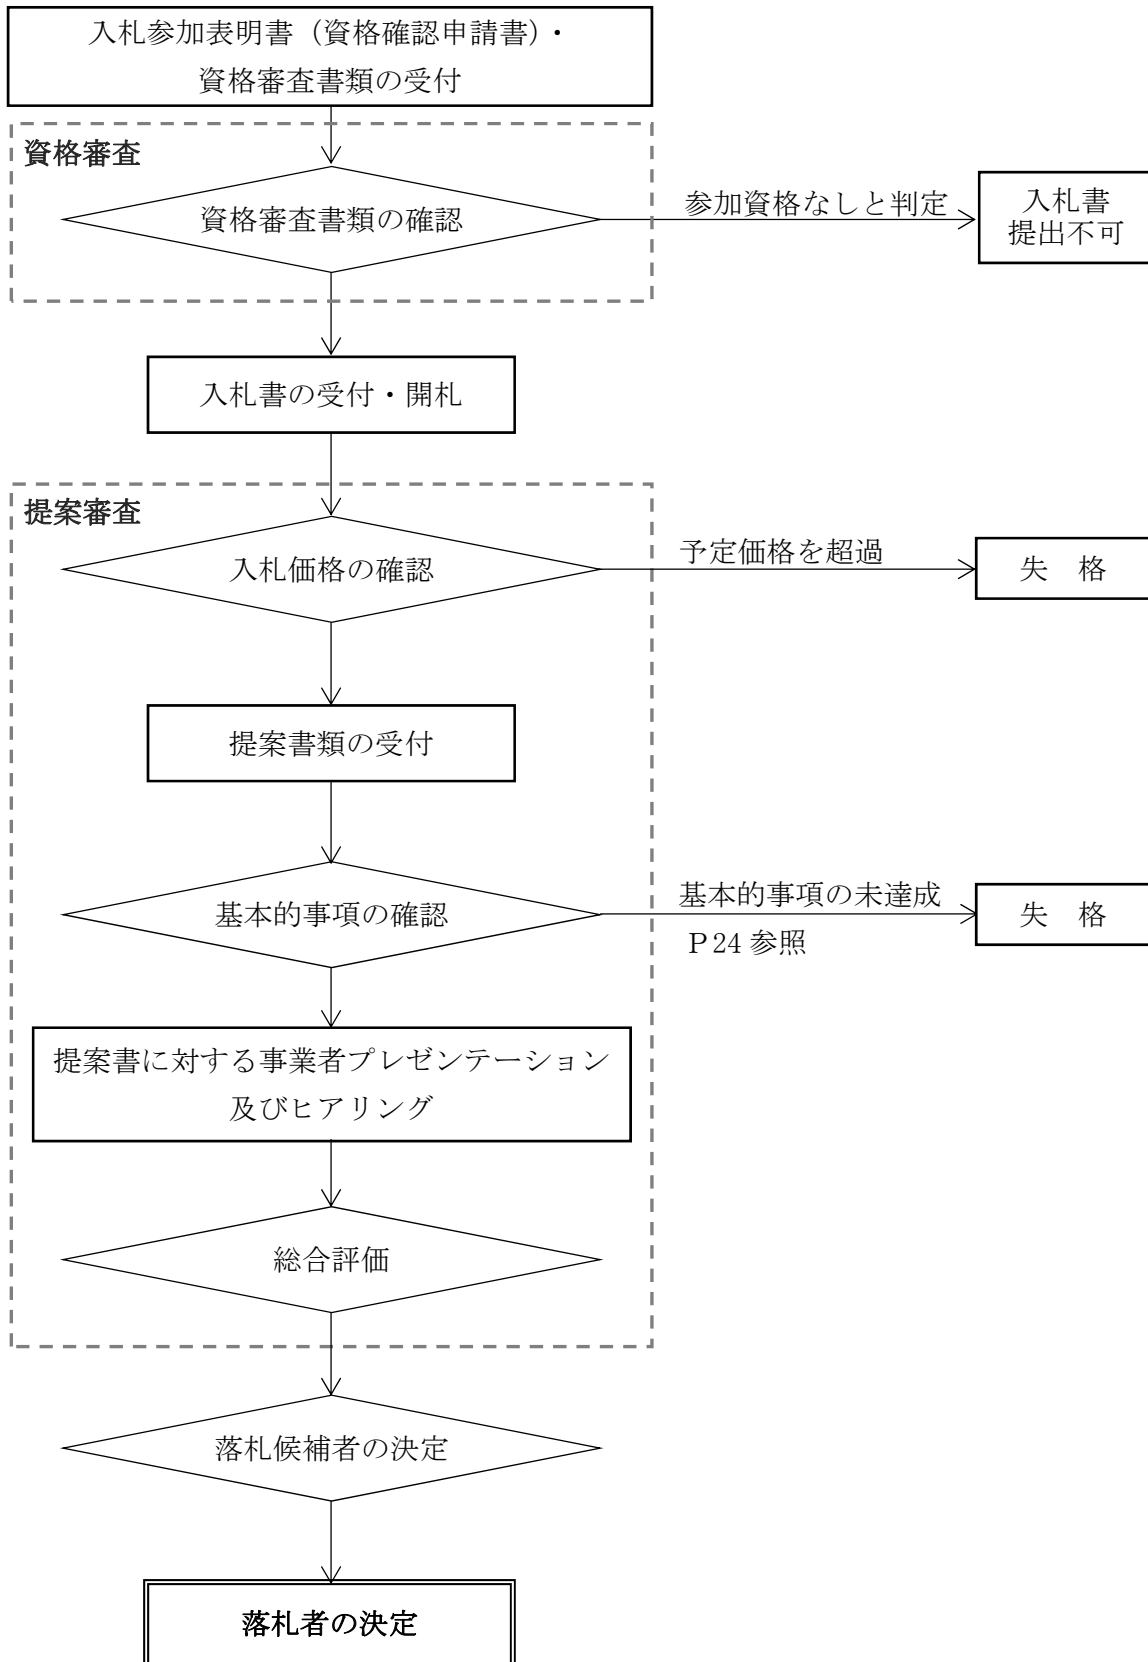 入札参加表明書（資格確認申請書）・
資格審査書類の受付
資格審査
資格審査書類の確認
参加資格なしと判定
入札書
提出不可
入札書の受付・開札
提案審査
入札価格の確認
予定価格を超過
失　格
提案書類の受付
基本的事項の確認
基本的事項の未達成
Ｐ24 参照
失　格
提案書に対する事業者プレゼンテーション
及びヒアリング
総合評価
落札候補者の決定
落札者の決定